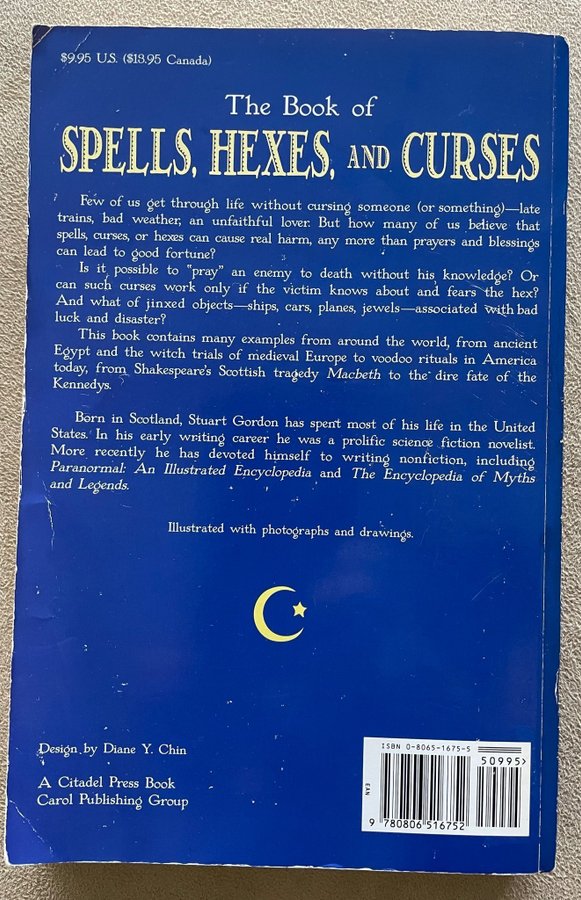 $9.95 U.S. ($13.95 Canada)
The Book of
SPELLS, HEXES, AND CURSES
Few of us get through life without cursing someone (or something)—late
trains, bad weather, an unfaithful lover. But how many of us believe that
spells, curses, or hexes can cause real harm, any more than prayers and blessings
can lead to good fortune?
Is it possible to "pray" an enemy to death without his knowledge? Or
can such curses work only if the victim knows about and fears the hex?
And what of jinxed objects—ships, cars, planes, jewels—associated with bad
luck and disaster?
This book contains many examples from around the world, from ancient
Egypt and the witch trials of medieval Europe to voodoo rituals in America
today, from Shakespeare's Scottish tragedy Macbeth to the dire fate of the
Kennedys.
Born in Scotland, Stuart Gordon has spent most of his life in the United
States. In his early writing career he was a prolific science fiction novelist.
More recently he has devoted himself to writing nonfiction, including
Paranormal: An Illustrated Encyclopedia and The Encyclopedia of Myths
and Legends.
Illustrated with photographs and drawings.
Design by Diane Y. Chin
A Citadel Press Book
Carol Publishing Group
ISBN 0-8065-1675-5
50995>
EAN
9 780806 516752